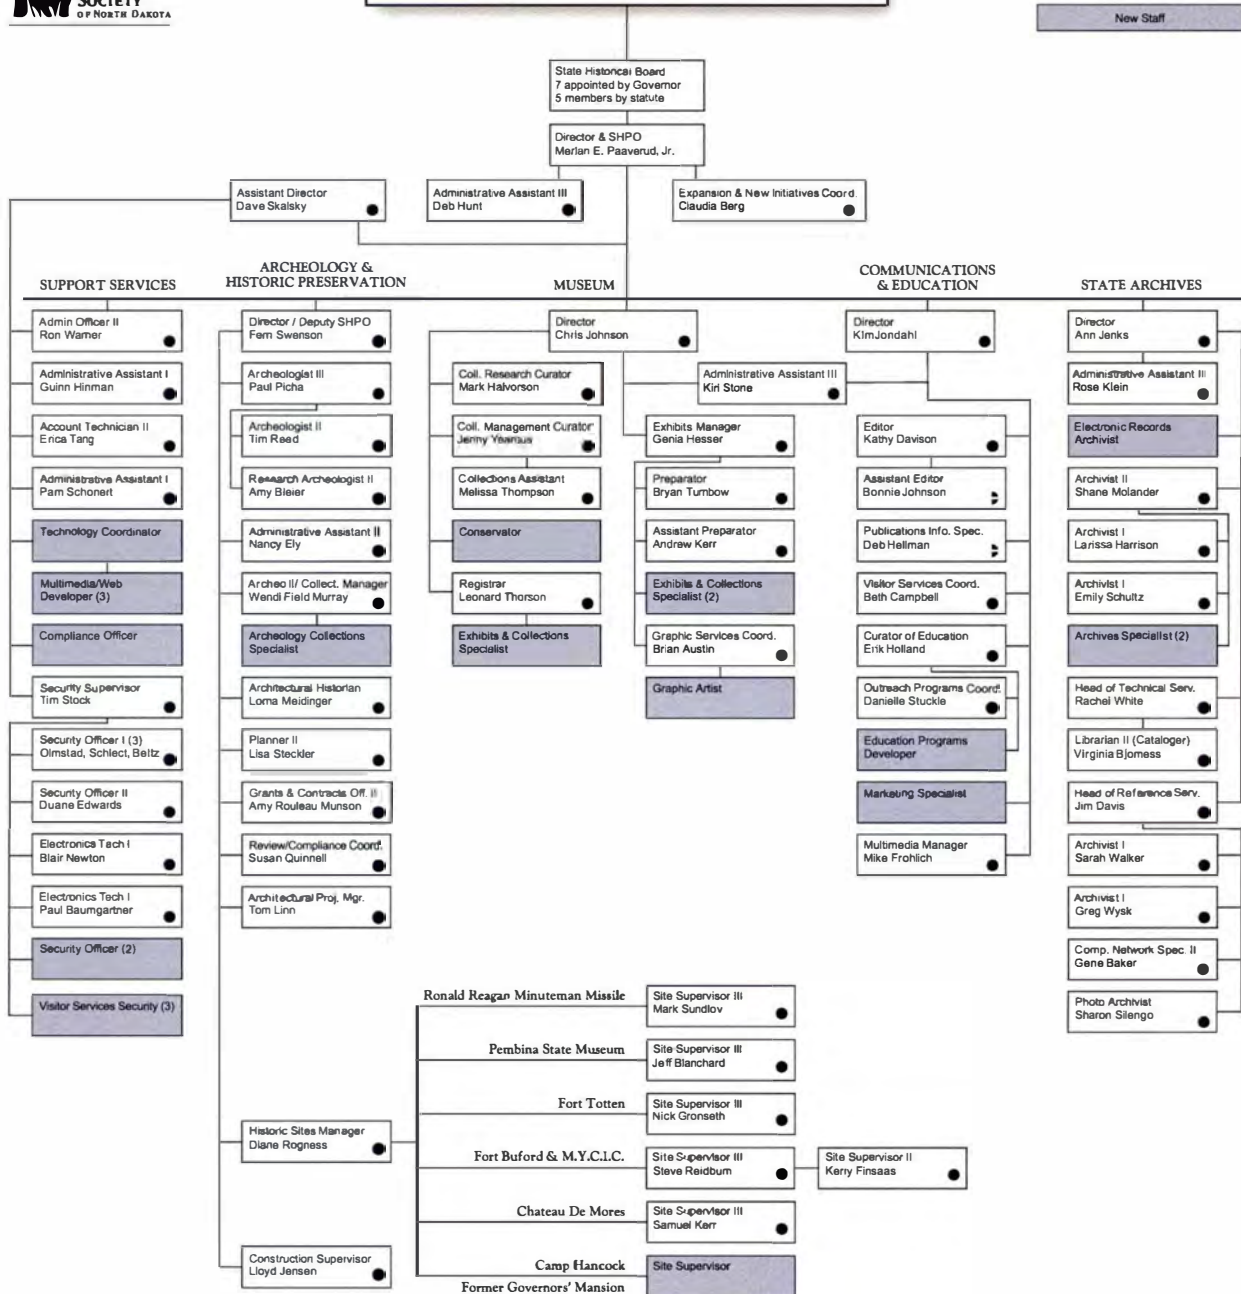 SOCIETY
OF NORTH DAKOTA
New Staff
State Historical Board
7 appointed by Governor
5 members by statute
Director & SHPO
Merlan E. Paaverud, Jr.
Assistant Director
Dave Skalsky
Administrative Assistant III
Deb Hunt
Expansion & New Initiatives Coord.
Claudia Berg
SUPPORT SERVICES
Admin Officer II
Ron Warner
Administrative Assistant I
Guinn Hinman
Account Technician II
Erica Tang
Administrative Assistant I
Pam Schonert
Technology Coordinator
Multimedia/Web
Developer (3)
Compliance Officer
Security Supervisor
Tim Stock
Security Officer I (3)
Olmstad, Schlect, Beltz
Security Officer II
Duane Edwards
Electronics Tech I
Blair Newton
Electronics Tech I
Paul Baumgartner
Security Officer (2)
Visitor Services Security (3)
ARCHEOLOGY &
HISTORIC PRESERVATION
Director / Deputy SHPO
Fern Swenson
Archeologist III
Paul Picha
Archeologist II
Tim Reed
Research Archeologist II
Amy Bleier
Administrative Assistant II
Nancy Ely
Archeo II/ Collect. Manager
Wendi Field Murray
Archeology Collections
Specialist
Architectural Historian
Lorna Meidinger
Planner II
Lisa Steckler
Grants & Contracts Off. II
Amy Rouleau Munson
Review/Compliance Coord.
Susan Quinnell
Architectural Proj. Mgr.
Tom Linn
Historic Sites Manager
Diane Rogness
Construction Supervisor
Lloyd Jensen
MUSEUM
Director
Chris Johnson
Coll. Research Curator
Mark Halvorson
Coll. Management Curator
Jenny Yearous
Collections Assistant
Melissa Thompson
Conservator
Registrar
Leonard Thorson
Exhibits & Collections
Specialist
Administrative Assistant III
Kiri Stone
Exhibits Manager
Genia Hesser
Preparator
Bryan Turnbow
Assistant Preparator
Andrew Kerr
Exhibits & Collections
Specialist (2)
Graphic Services Coord.
Brian Austin
Graphic Artist
COMMUNICATIONS
& EDUCATION
Director
Kim Jondahl
Editor
Kathy Davison
Assistant Editor
Bonnie Johnson
Publications Info. Spec.
Deb Hellman
Visitor Services Coord.
Beth Campbell
Curator of Education
Erik Holland
Outreach Programs Coord.
Danielle Stuckle
Education Programs
Developer
Marketing Specialist
Multimedia Manager
Mike Frohlich
STATE ARCHIVES
Director
Ann Jenks
Administrative Assistant III
Rose Klein
Electronic Records
Archivist
Archivist II
Shane Molander
Archivist I
Larissa Harrison
Archivist I
Emily Schultz
Archives Specialist (2)
Head of Technical Serv.
Rachel White
Librarian II (Cataloger)
Virginia Bjorness
Head of Reference Serv.
Jim Davis
Archivist I
Sarah Walker
Archivist I
Greg Wysk
Comp. Network Spec. II
Gene Baker
Photo Archivist
Sharon Silengo
Ronald Reagan Minuteman Missile
Site Supervisor III
Mark Sundlov
Pembina State Museum
Site Supervisor III
Jeff Blanchard
Fort Totten
Site Supervisor III
Nick Gronseth
Fort Buford & M.Y.C.I.C.
Site Supervisor III
Steve Reidburn
Site Supervisor II
Kerry Finsaas
Chateau De Mores
Site Supervisor III
Samuel Kerr
Camp Hancock
Former Governors' Mansion
Site Supervisor